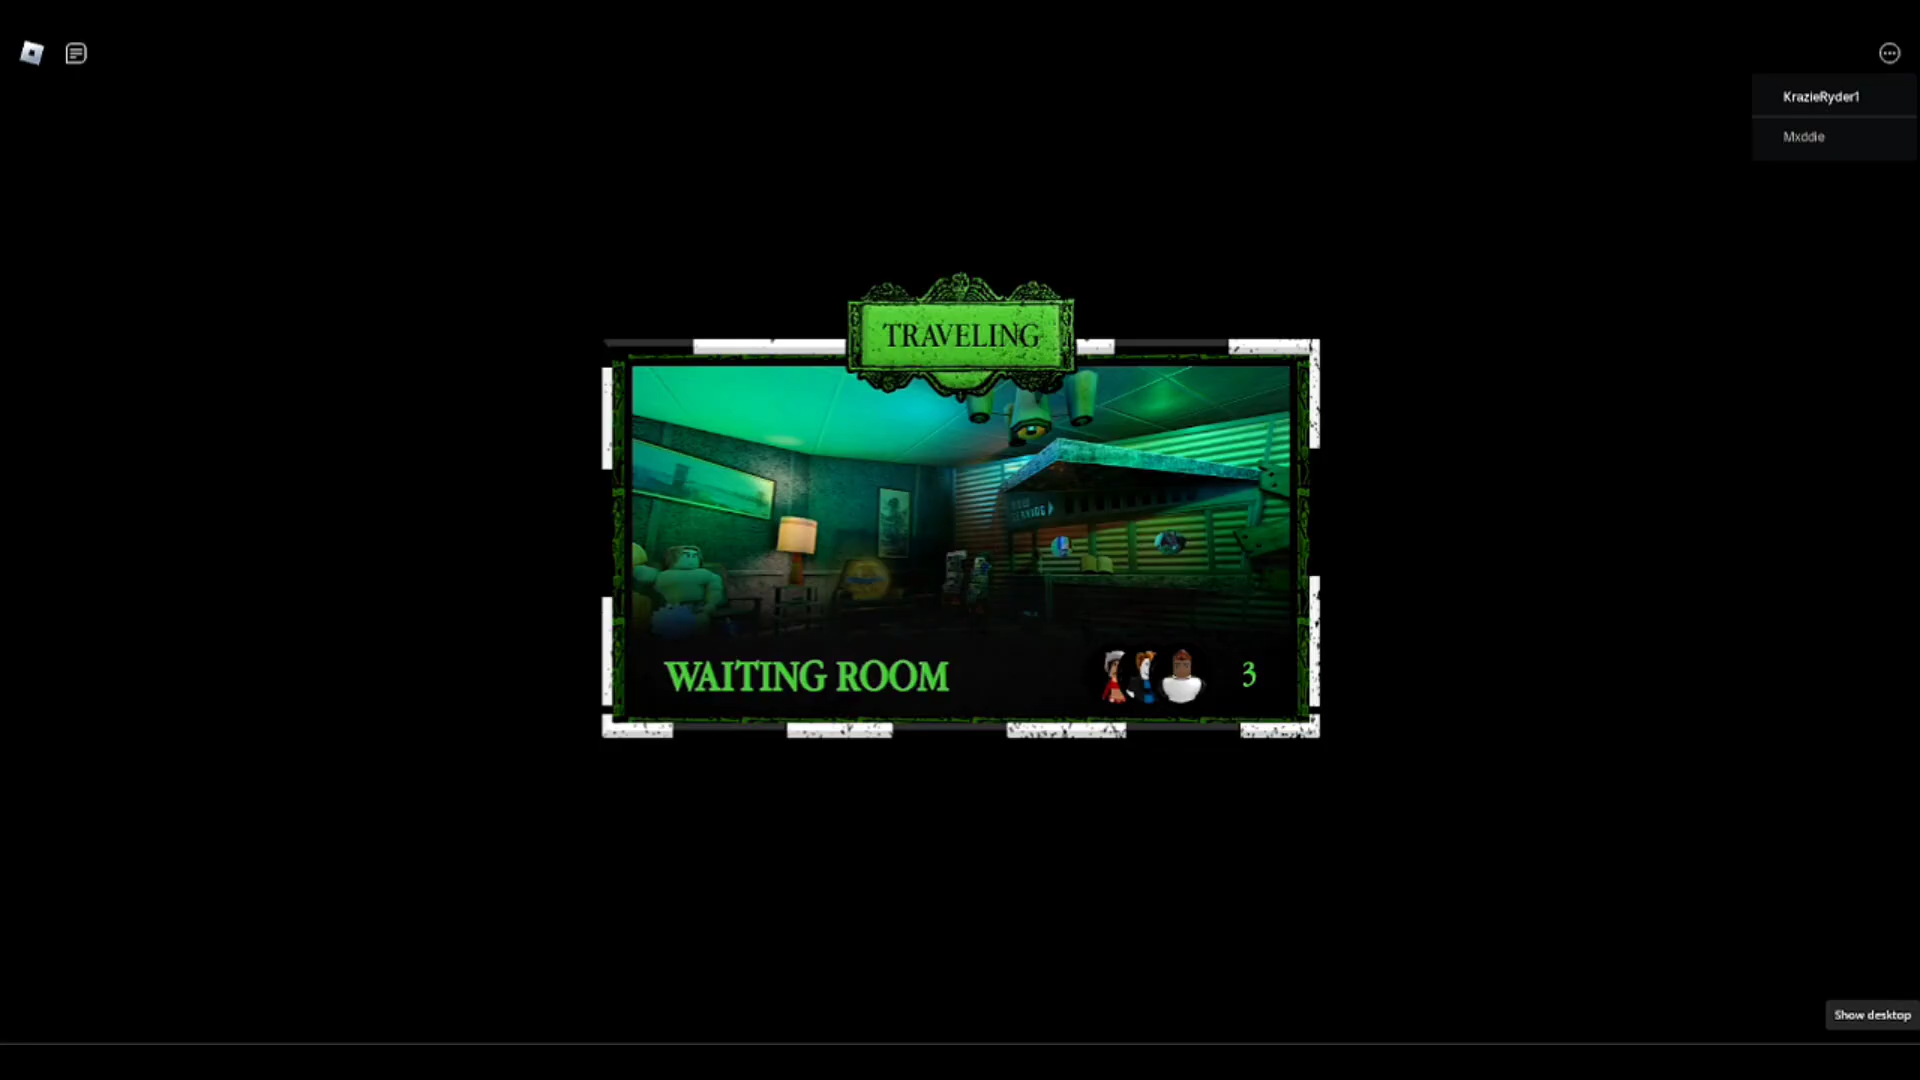 KrazieRyder1
Mxddie
TRAVELING
WAITING ROOM
3
Show desktop